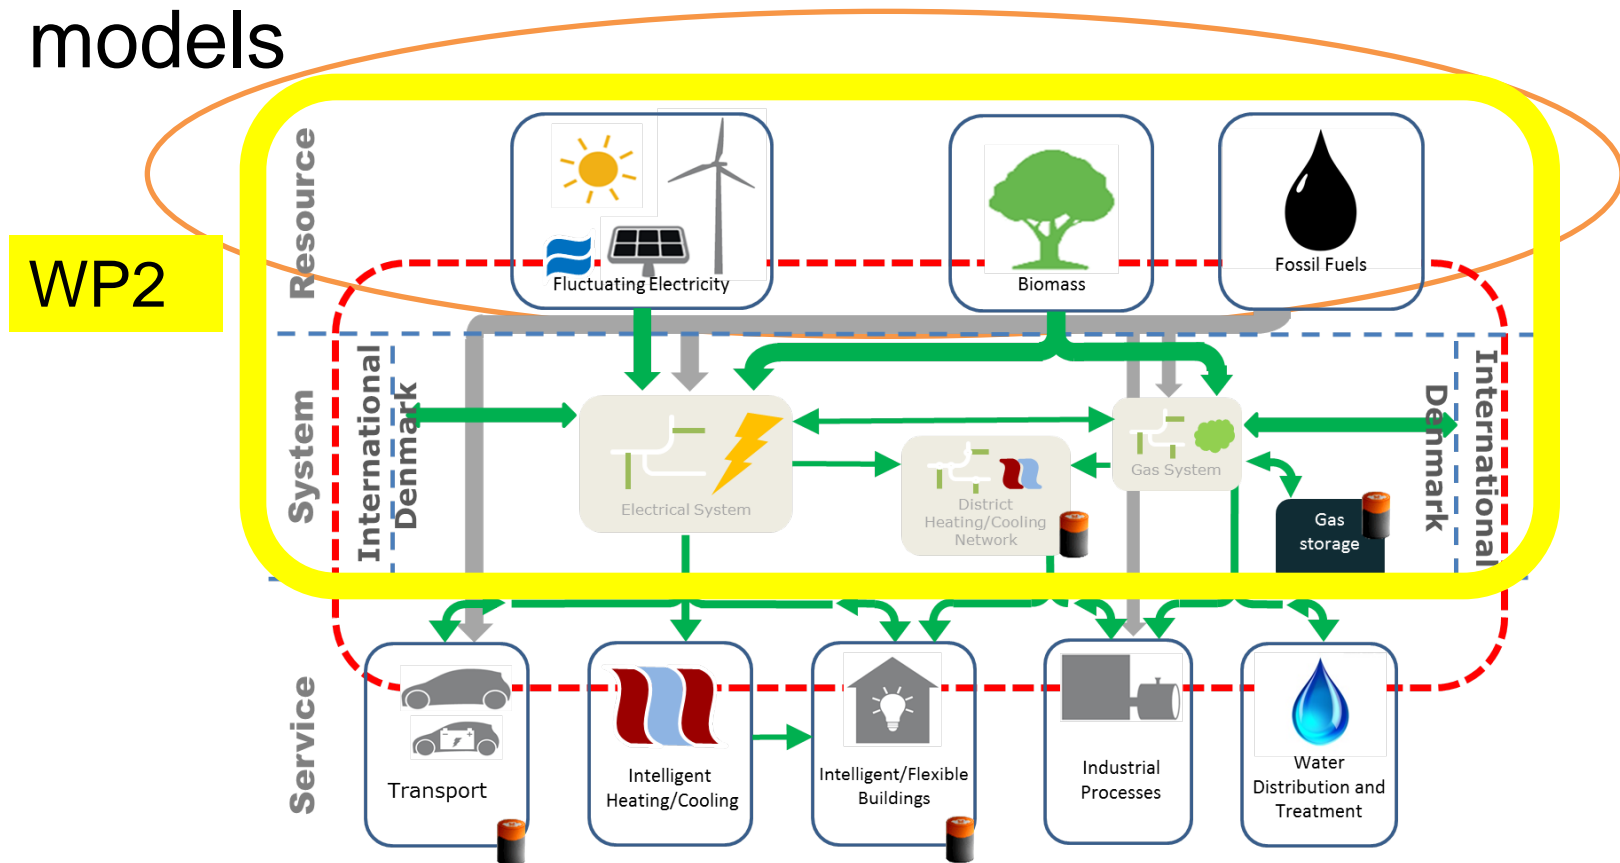 models
WP2
Resource
Fluctuating Electricity
Biomass
Fossil Fuels
System
International
Denmark
Electrical System
District
Heating/Cooling
Network
Gas System
Gas
storage
Denmark
International
Service
Transport
Intelligent
Heating/Cooling
Intelligent/Flexible
Buildings
Industrial
Processes
Water
Distribution and
Treatment